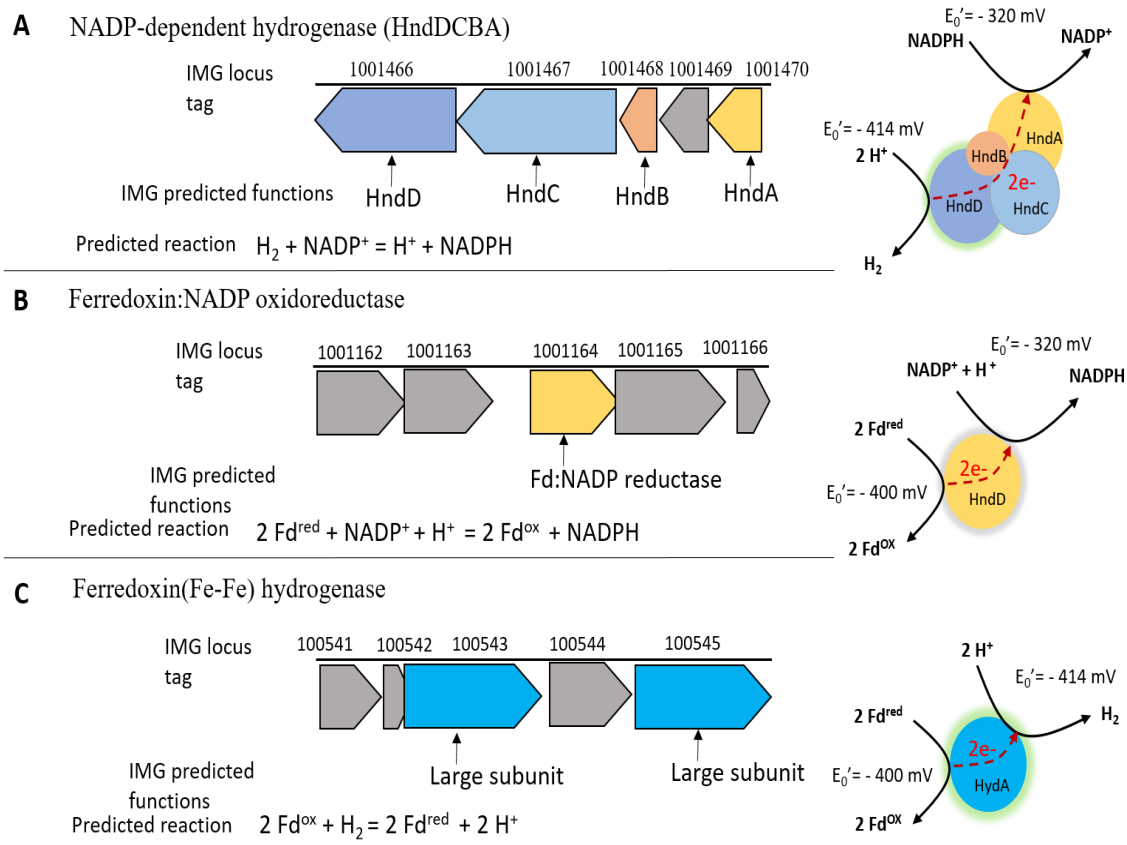 A NADP-dependent hydrogenase (HndDCBA)
IMG locus tag
1001466 1001467 1001468 1001469 1001470
IMG predicted functions
HndD HndC HndB HndA
Predicted reaction H₂ + NADP⁺ = H⁺ + NADPH
E₀’= - 320 mV
NADPH NADP⁺
E₀’= - 414 mV
2 H⁺
HndA
HndB
2e-
HndD HndC
H₂
B Ferredoxin:NADP oxidoreductase
IMG locus tag
1001162 1001163 1001164 1001165 1001166
IMG predicted functions
Fd:NADP reductase
Predicted reaction 2 Fdʳᵉᵈ + NADP⁺ + H⁺ = 2 Fdᵒˣ + NADPH
E₀’= - 320 mV
NADP⁺ + H⁺
NADPH
2 Fdʳᵉᵈ
2e-
E₀’= - 400 mV
HndD
2 Fdᴼˣ
C Ferredoxin(Fe-Fe) hydrogenase
IMG locus tag
100541 100542 100543 100544 100545
Large subunit Large subunit
IMG predicted functions
Predicted reaction 2 Fdᵒˣ + H₂ = 2 Fdʳᵉᵈ + 2 H⁺
2 H⁺
E₀’= - 414 mV
2 Fdʳᵉᵈ
H₂
2e-
E₀’= - 400 mV
HydA
2 Fdᴼˣ